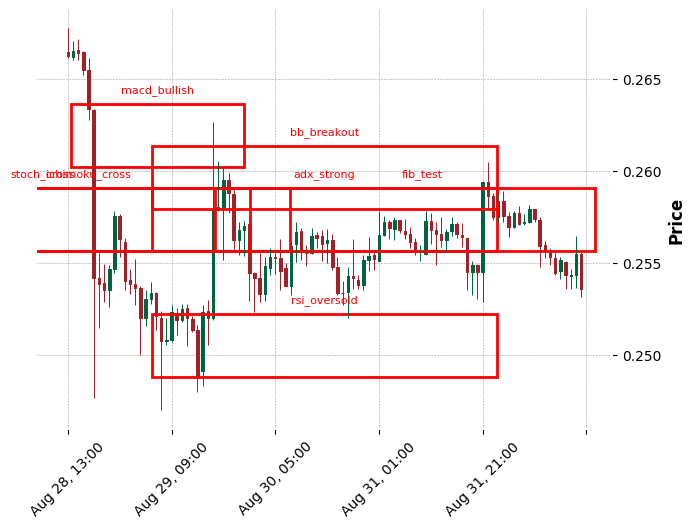 macd_bullish
bb_breakout
ichimoku_cross
adx_strong
fib_test
rsi_oversold
0.265
0.260
0.255
0.250
Price
Aug 28, 13:00
Aug 29, 09:00
Aug 30, 05:00
Aug 31, 01:00
Aug 31, 21:00